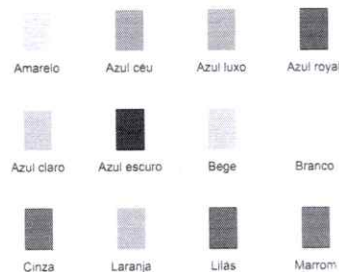 Amarelo Azul céu Azul luxo Azul royal
Azul claro Azul escuro Bege Branco
Cinza Laranja Lilás Marrom